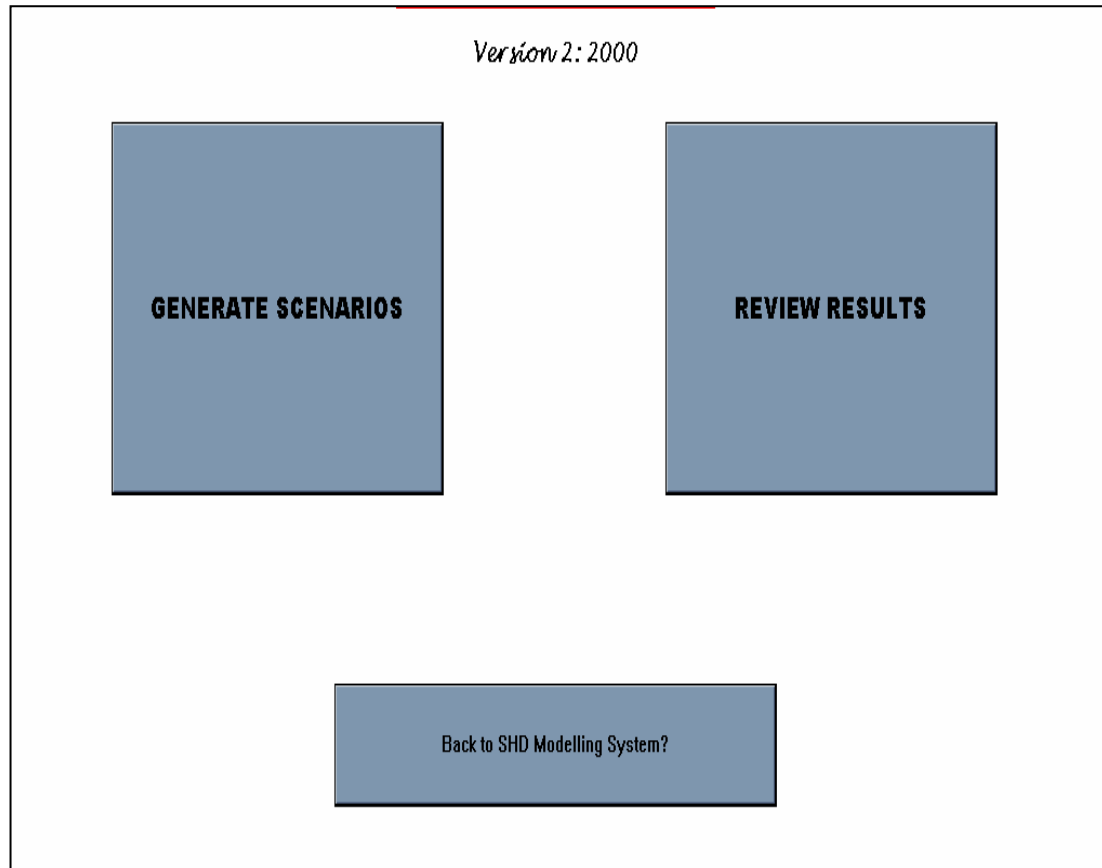 Version 2: 2000
GENERATE SCENARIOS
REVIEW RESULTS
Back to SHD Modelling System?